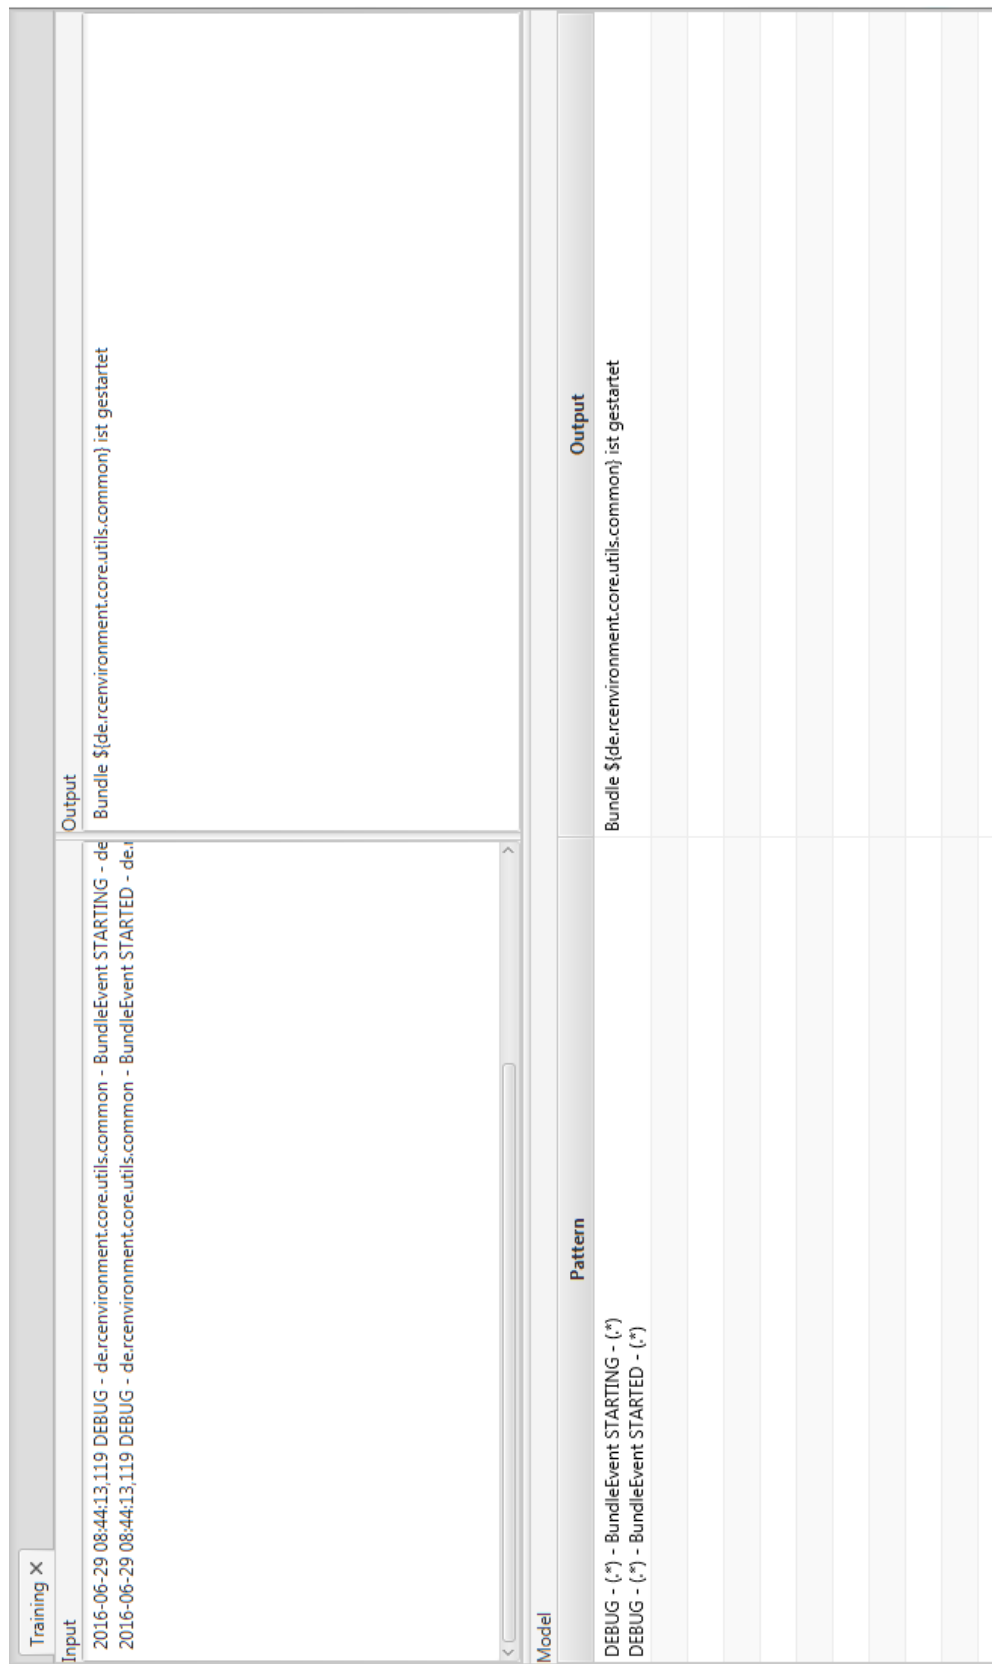 Training
Input
2016-06-29 08:44:13,119 DEBUG - de.rcenvironment.core.utils.common - BundleEvent STARTING - de
2016-06-29 08:44:13,119 DEBUG - de.rcenvironment.core.utils.common - BundleEvent STARTED - de.r
Output
Bundle ${de.rcenvironment.core.utils.common} ist gestartet
Model
Pattern
Output
DEBUG - (.*) - BundleEvent STARTING - (.*)
DEBUG - (.*) - BundleEvent STARTED - (.*)
Bundle ${de.rcenvironment.core.utils.common} ist gestartet